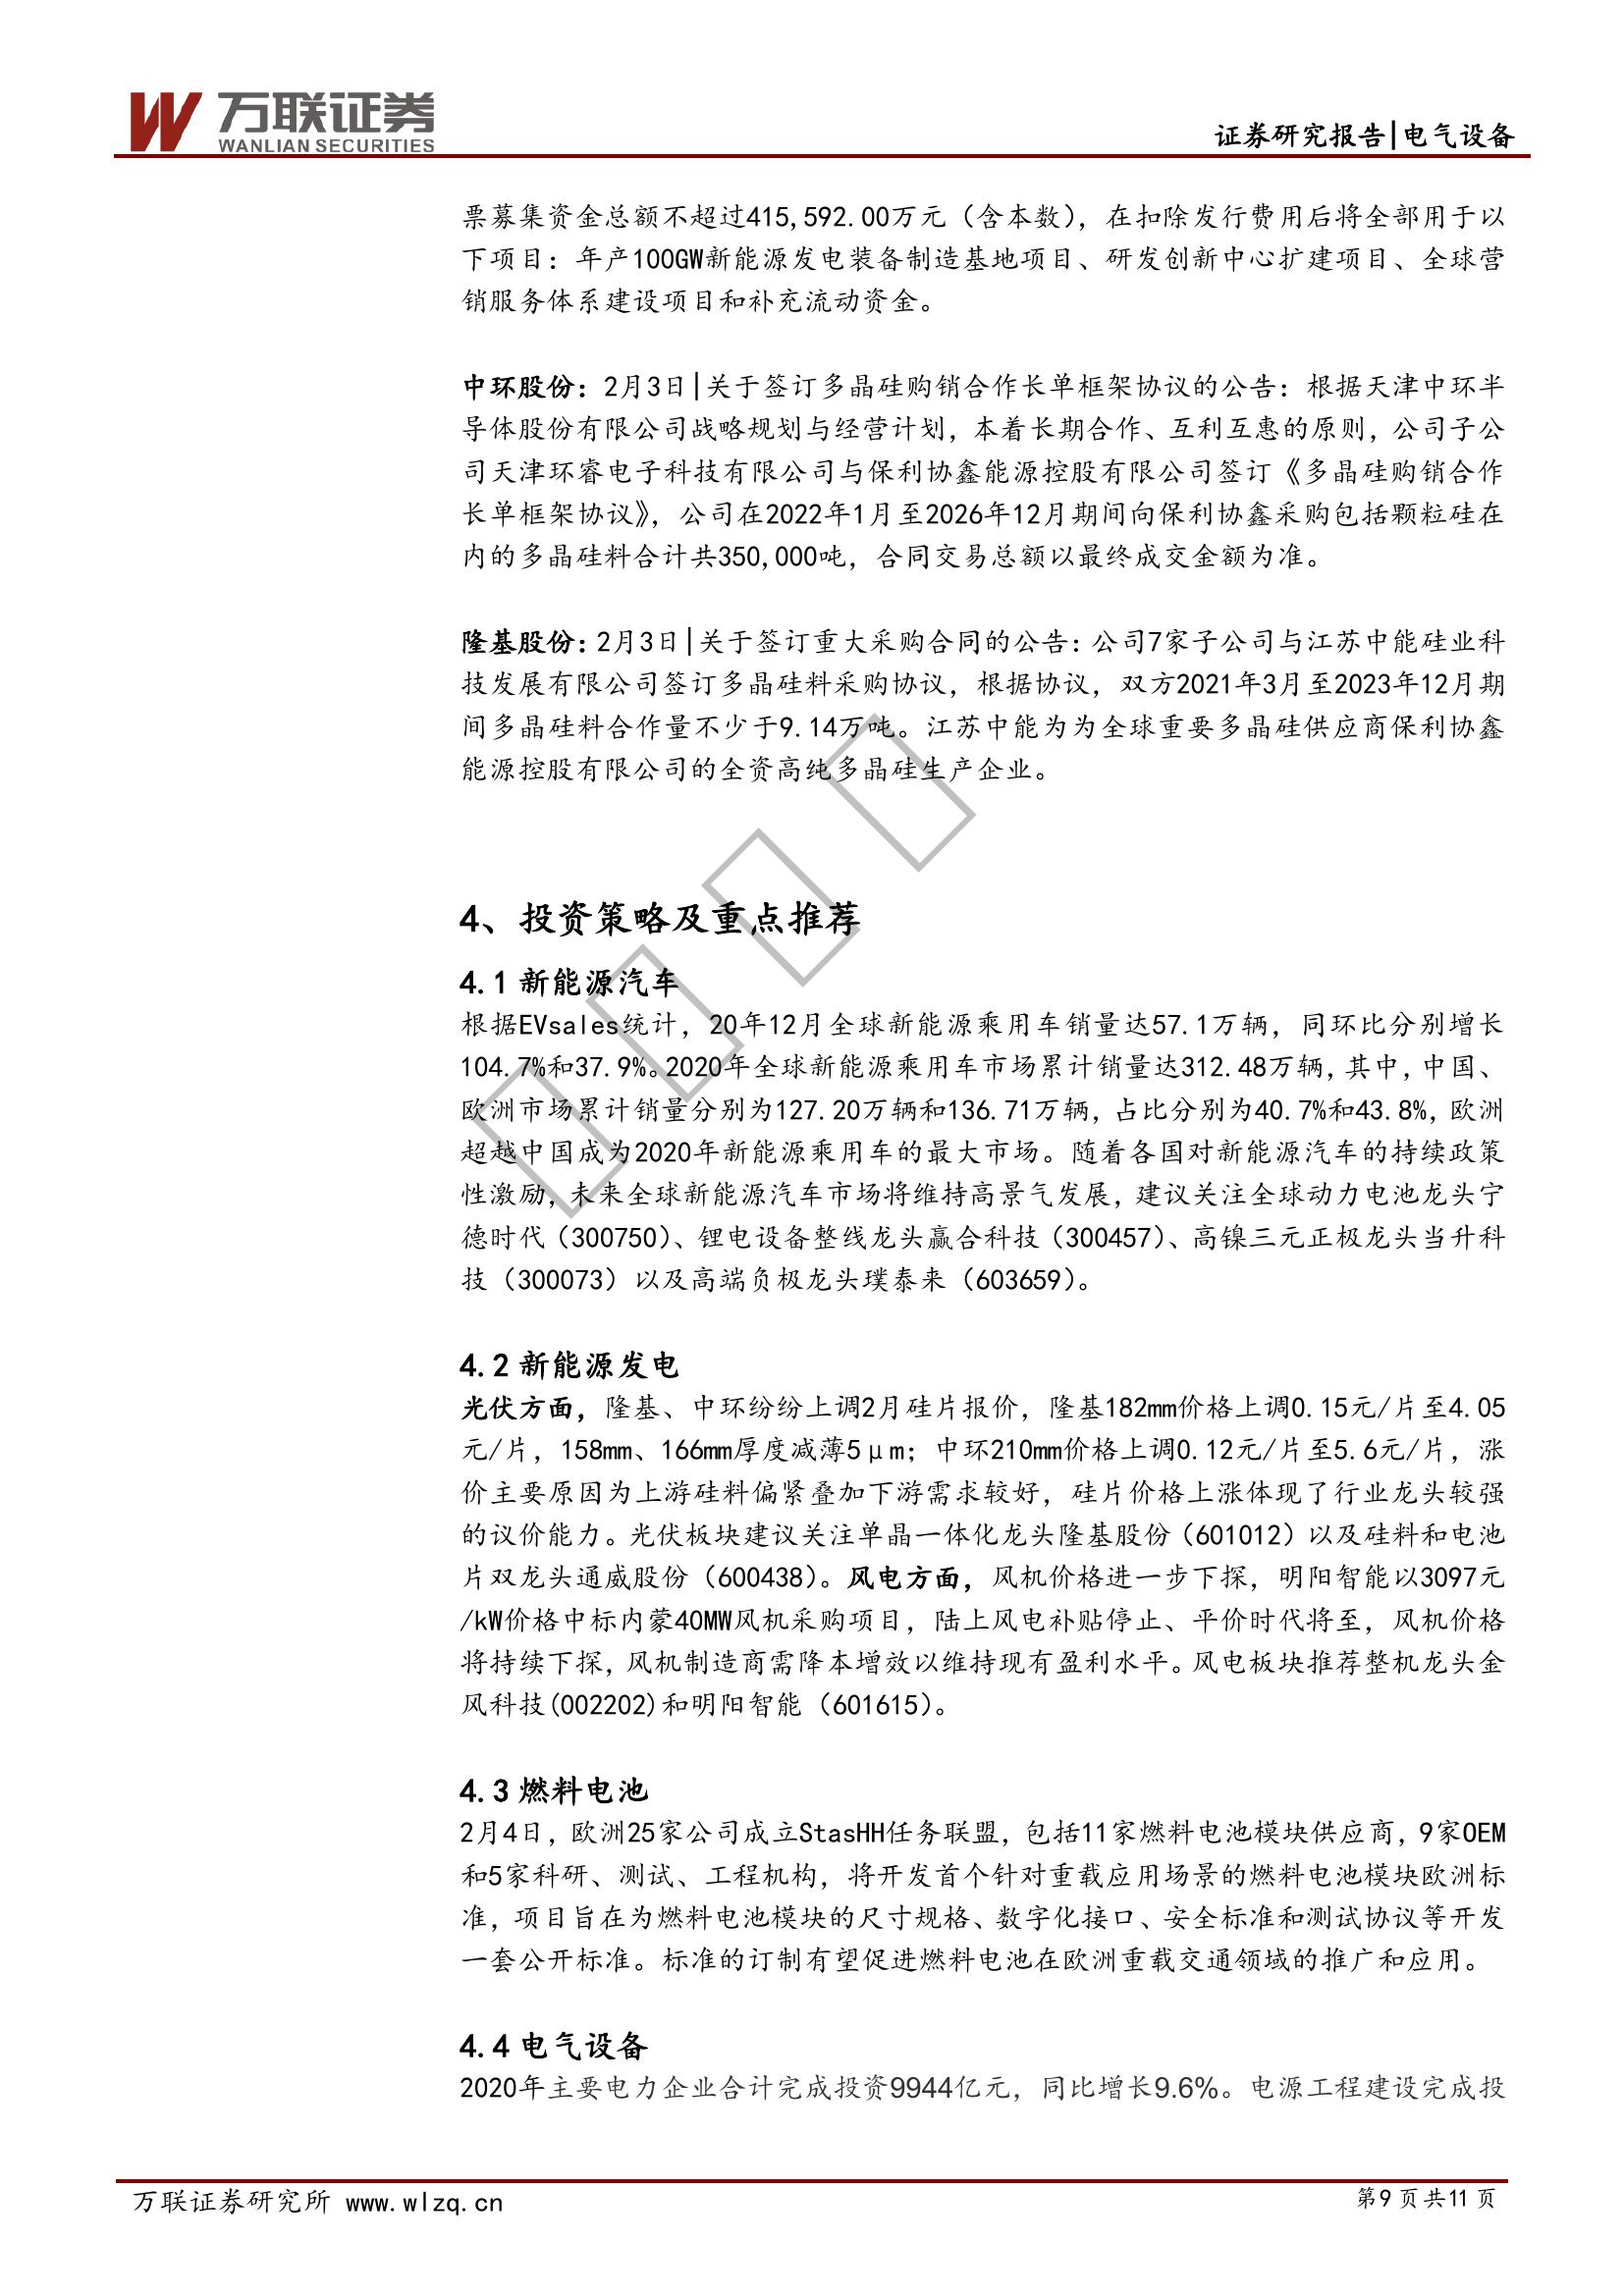 万联证券
WANLIAN SECURITIES
证券研究报告|电气设备
票募集资金总额不超过415,592.00万元（含本数），在扣除发行费用后将全部用于以
下项目：年产100GW新能源发电装备制造基地项目、研发创新中心扩建项目、全球营
销服务体系建设项目和补充流动资金。
中环股份：2月3日|关于签订多晶硅购销合作长单框架协议的公告：根据天津中环半
导体股份有限公司战略规划与经营计划，本着长期合作、互利互惠的原则，公司子公
司天津环睿电子科技有限公司与保利协鑫能源控股有限公司签订《多晶硅购销合作
长单框架协议》，公司在2022年1月至2026年12月期间向保利协鑫采购包括颗粒硅在
内的多晶硅料合计共350,000吨，合同交易总额以最终成交金额为准。
隆基股份：2月3日|关于签订重大采购合同的公告：公司7家子公司与江苏中能硅业科
技发展有限公司签订多晶硅料采购协议，根据协议，双方2021年3月至2023年12月期
间多晶硅料合作量不少于9.14万吨。江苏中能为为全球重要多晶硅供应商保利协鑫
能源控股有限公司的全资高纯多晶硅生产企业。
4、投资策略及重点推荐
4.1 新能源汽车
根据EVsales统计，20年12月全球新能源乘用车销量达57.1万辆，同环比分别增长
104.7%和37.9%。2020年全球新能源乘用车市场累计销量达312.48万辆，其中，中国、
欧洲市场累计销量分别为127.20万辆和136.71万辆，占比分别为40.7%和43.8%，欧洲
超越中国成为2020年新能源乘用车的最大市场。随着各国对新能源汽车的持续政策
性激励，未来全球新能源汽车市场将维持高景气发展，建议关注全球动力电池龙头宁
德时代（300750）、锂电设备整线龙头赢合科技（300457）、高镍三元正极龙头当升科
技（300073）以及高端负极龙头璞泰来（603659）。
4.2 新能源发电
光伏方面，隆基、中环纷纷上调2月硅片报价，隆基182mm价格上调0.15元/片至4.05
元/片，158mm、166mm厚度减薄5μm；中环210mm价格上调0.12元/片至5.6元/片，涨
价主要原因为上游硅料偏紧叠加下游需求较好，硅片价格上涨体现了行业龙头较强
的议价能力。光伏板块建议关注单晶一体化龙头隆基股份（601012）以及硅料和电池
片双龙头通威股份（600438）。风电方面，风机价格进一步下探，明阳智能以3097元
/kW价格中标内蒙40MW风机采购项目，陆上风电补贴停止、平价时代将至，风机价格
将持续下探，风机制造商需降本增效以维持现有盈利水平。风电板块推荐整机龙头金
风科技(002202)和明阳智能（601615）。
4.3 燃料电池
2月4日，欧洲25家公司成立StasHH任务联盟，包括11家燃料电池模块供应商，9家OEM
和5家科研、测试、工程机构，将开发首个针对重载应用场景的燃料电池模块欧洲标
准，项目旨在为燃料电池模块的尺寸规格、数字化接口、安全标准和测试协议等开发
一套公开标准。标准的订制有望促进燃料电池在欧洲重载交通领域的推广和应用。
4.4 电气设备
2020年主要电力企业合计完成投资9944亿元，同比增长9.6%。电源工程建设完成投
万联证券研究所 www.wlzq.cn
第9页共11页